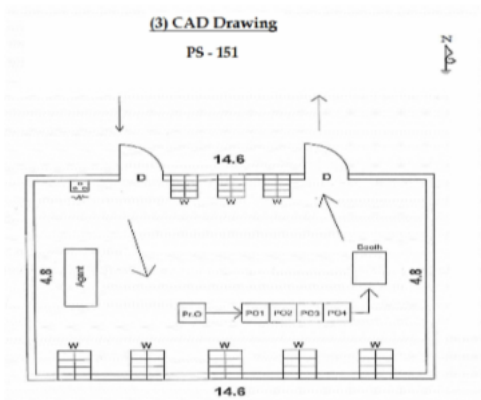 (3) CAD Drawing
PS - 151
N
14.6
D
D
W
W
W
4.8
Agent
Booth
4.8
Pr.O
PO1
PO2
PO3
PO4
W
W
W
W
W
14.6